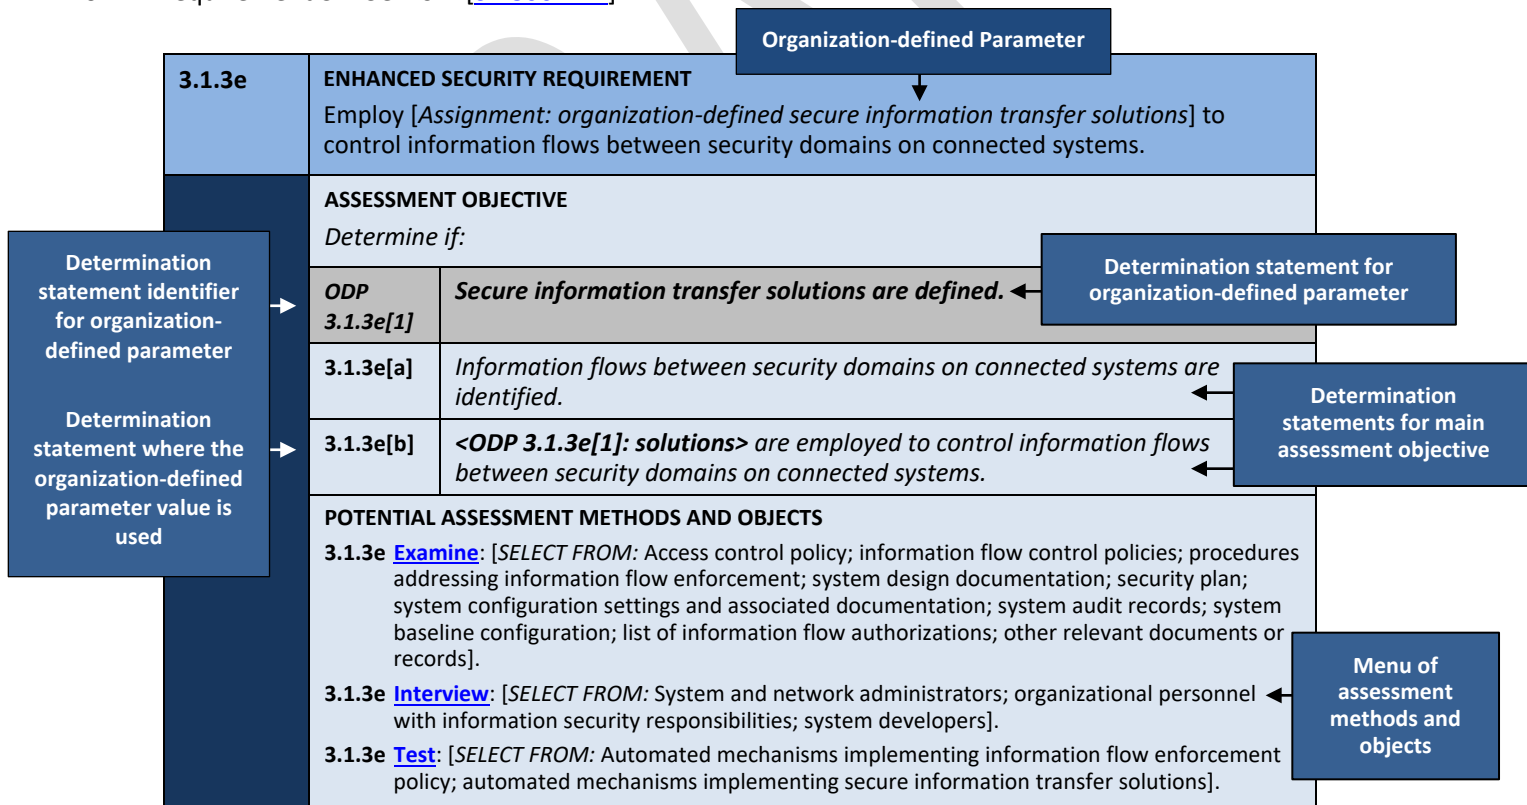 Organization-defined Parameter
3.1.3e
ENHANCED SECURITY REQUIREMENT
Employ [Assignment: organization-defined secure information transfer solutions] to
control information flows between security domains on connected systems.
ASSESSMENT OBJECTIVE
Determine if:
Determination
statement identifier
for organization-
defined parameter
Determination
statement where the
organization-defined
parameter value is
used
ODP
3.1.3e[1]
Secure information transfer solutions are defined.
Determination statement for
organization-defined parameter
3.1.3e[a]
Information flows between security domains on connected systems are
identified.
3.1.3e[b]
<ODP 3.1.3e[1]: solutions> are employed to control information flows
between security domains on connected systems.
Determination
statements for main
assessment objective
POTENTIAL ASSESSMENT METHODS AND OBJECTS
3.1.3e Examine: [SELECT FROM: Access control policy; information flow control policies; procedures
addressing information flow enforcement; system design documentation; security plan;
system configuration settings and associated documentation; system audit records; system
baseline configuration; list of information flow authorizations; other relevant documents or
records].
3.1.3e Interview: [SELECT FROM: System and network administrators; organizational personnel
with information security responsibilities; system developers].
3.1.3e Test: [SELECT FROM: Automated mechanisms implementing information flow enforcement
policy; automated mechanisms implementing secure information transfer solutions].
Menu of
assessment
methods and
objects